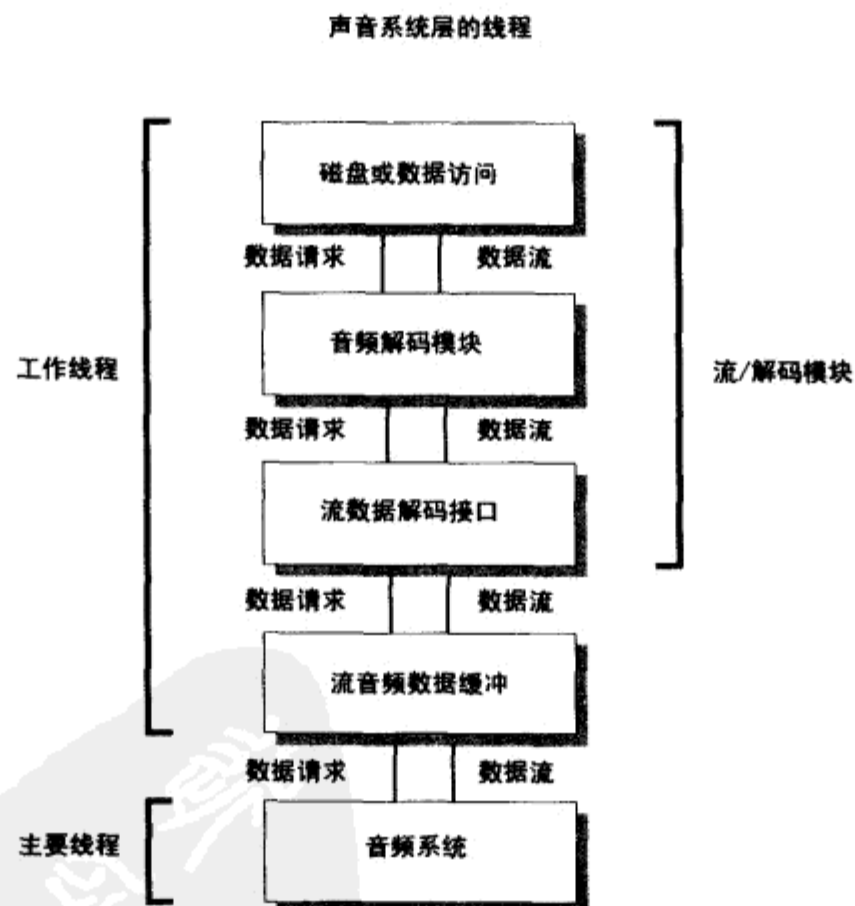 声音系统层的线程
磁盘或数据访问
数据请求 数据流
音频解码模块
工作线程
流/解码模块
数据请求 数据流
流数据解码接口
数据请求 数据流
流音频数据缓冲
数据请求 数据流
主要线程
音频系统